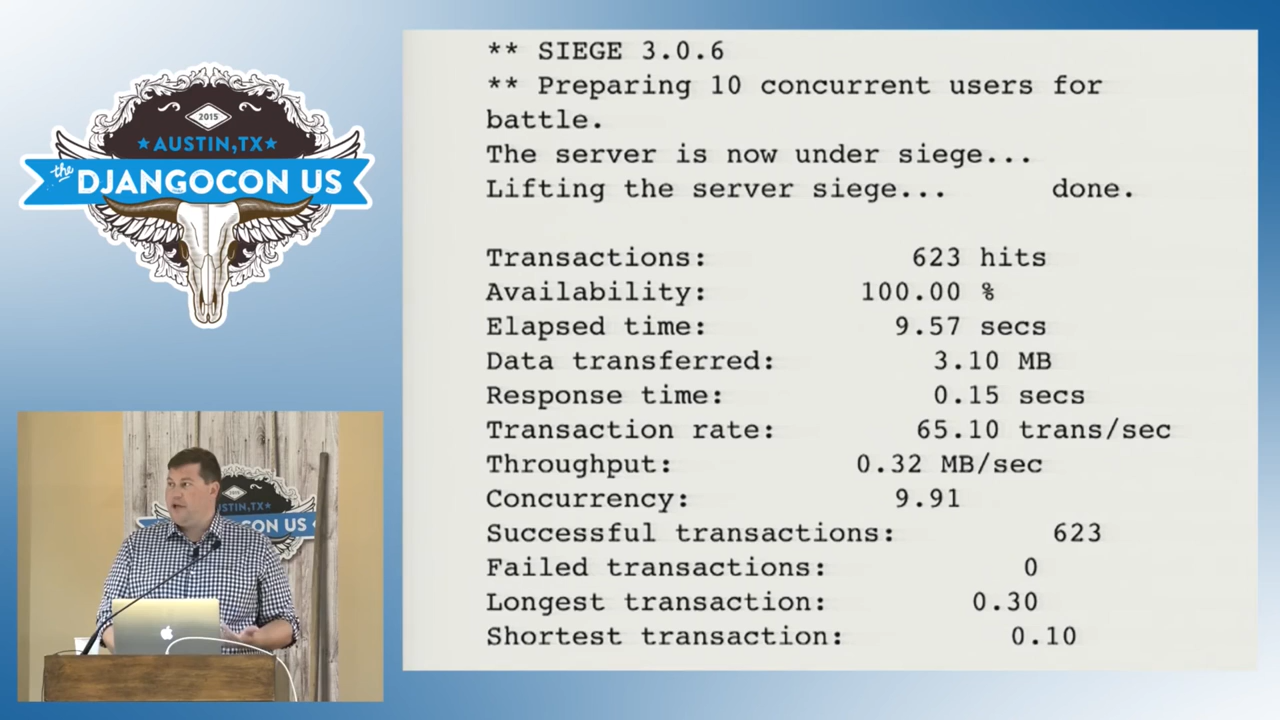 2015
★AUSTIN,TX★
the
DJANGOCON US
** SIEGE 3.0.6
** Preparing 10 concurrent users for
battle.
The server is now under siege...
Lifting the server siege... done.
Transactions: 623 hits
Availability: 100.00 %
Elapsed time: 9.57 secs
Data transferred: 3.10 MB
Response time: 0.15 secs
Transaction rate: 65.10 trans/sec
Throughput: 0.32 MB/sec
Concurrency: 9.91
Successful transactions: 623
Failed transactions: 0
Longest transaction: 0.30
Shortest transaction: 0.10
STIN,TX★
CON US